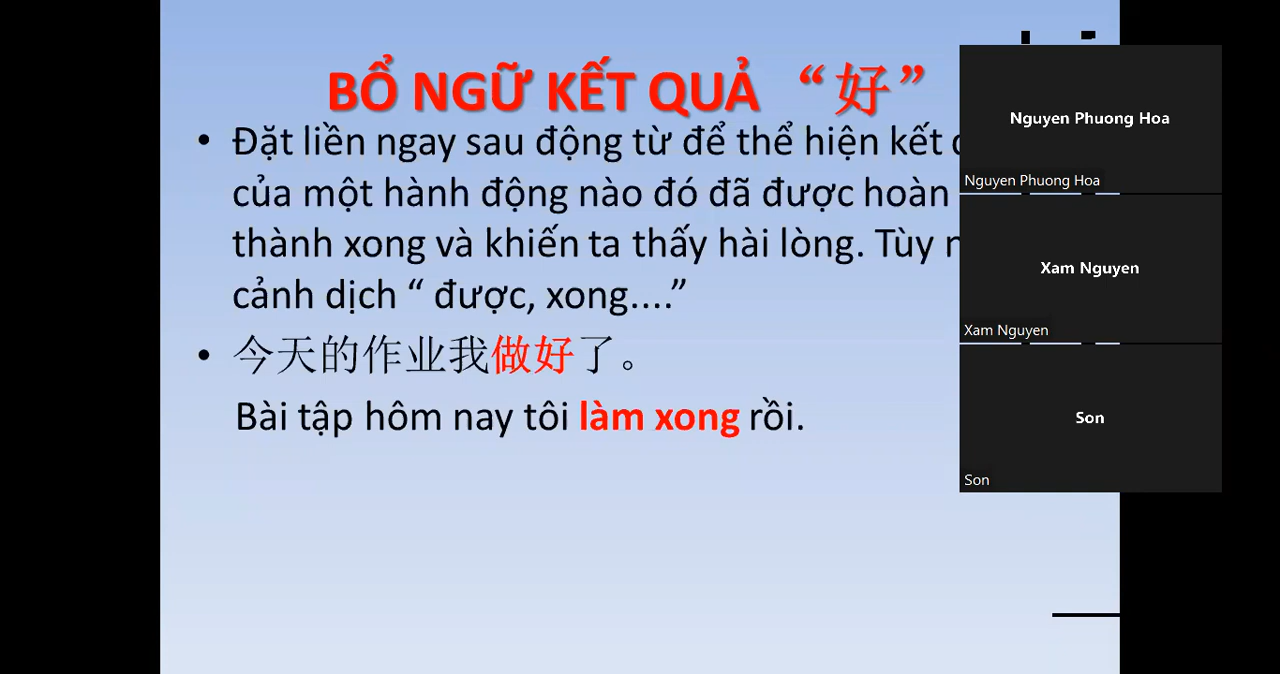 BỔ NGỮ KẾT QUẢ “好”
• Đặt liền ngay sau động từ để thể hiện kết
của một hành động nào đó đã được hoàn
thành xong và khiến ta thấy hài lòng. Tùy
cảnh dịch “ được, xong....”
• 今天的作业我做好了。
Bài tập hôm nay tôi làm xong rồi.
Nguyen Phuong Hoa
Nguyen Phuong Hoa
Xam Nguyen
Xam Nguyen
Son
Son